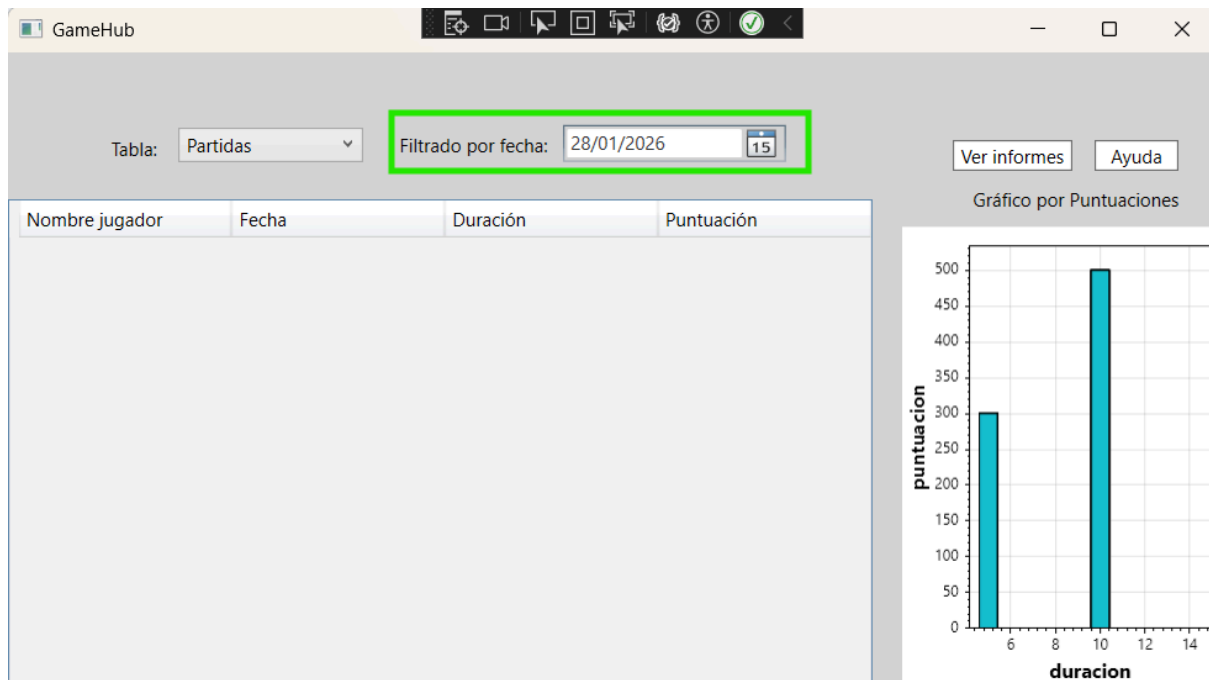 GameHub
Tabla: Partidas Filtrado por fecha: 28/01/2026 15
Ver informes Ayuda
Gráfico por Puntuaciones
Nombre jugador Fecha Duración Puntuación
500
450
400
350
300
250
200
150
100
50
0
puntuacion
6 8 10 12 14
duracion